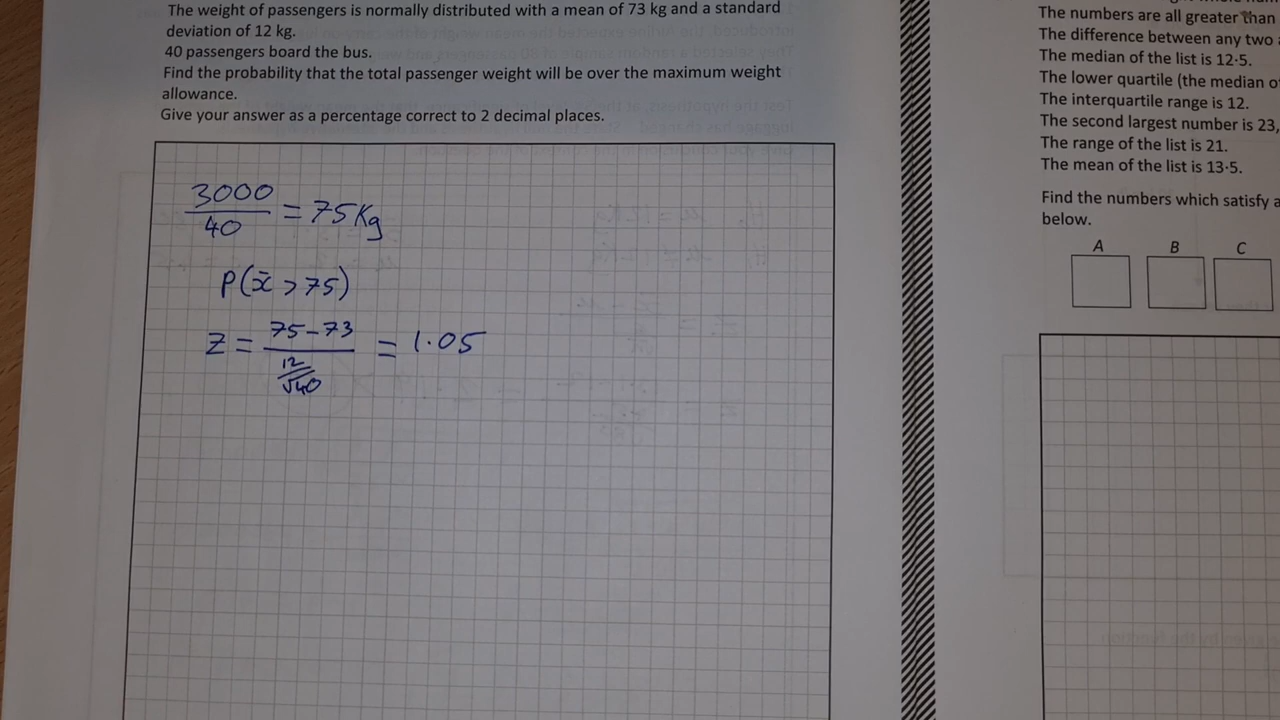 The weight of passengers is normally distributed with a mean of 73 kg and a standard
deviation of 12 kg.
40 passengers board the bus.
Find the probability that the total passenger weight will be over the maximum weight
allowance.
Give your answer as a percentage correct to 2 decimal places.
3000
40
= 75Kg
P(x̄ > 75)
Z = 75 - 73
12
√40
= 1.05
The numbers are all greater than
The difference between any two
The median of the list is 12·5.
The lower quartile (the median
The interquartile range is 12.
The second largest number is 23,
The range of the list is 21.
The mean of the list is 13·5.
Find the numbers which satisfy
below.
A B C